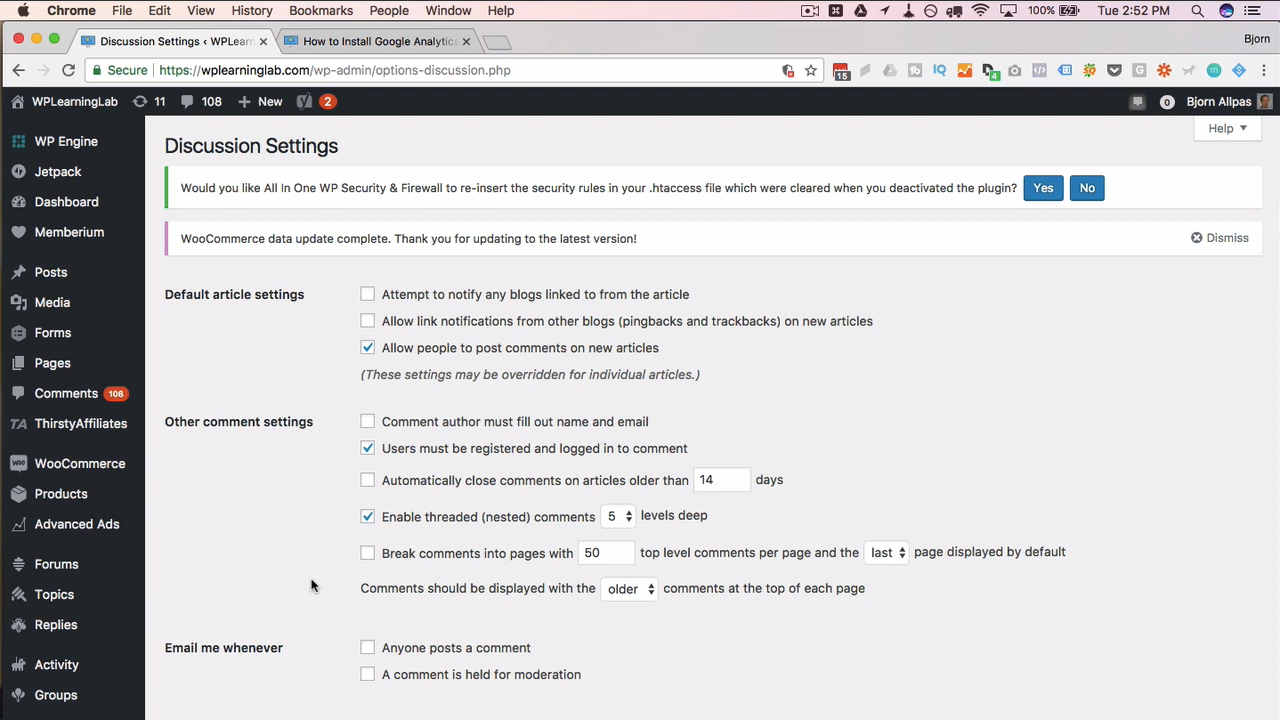 Chrome File Edit View History Bookmarks People Window Help 100% Tue 2:52 PM
Discussion Settings ‹ WPLearn How to Install Google Analytics Bjorn
Secure https://wplearninglab.com/wp-admin/options-discussion.php 15 4
WPLearningLab 11 108 New 2 0 Bjorn Allpas
WP Engine
Jetpack
Dashboard
Memberium
Posts
Media
Forms
Pages
Comments 108
TA ThirstyAffiliates
Woo WooCommerce
Products
Advanced Ads
Forums
Topics
Replies
Activity
Groups
Help
Discussion Settings
Would you like All In One WP Security & Firewall to re-insert the security rules in your .htaccess file which were cleared when you deactivated the plugin? Yes No
WooCommerce data update complete. Thank you for updating to the latest version! Dismiss
Default article settings
Attempt to notify any blogs linked to from the article
Allow link notifications from other blogs (pingbacks and trackbacks) on new articles
Allow people to post comments on new articles
(These settings may be overridden for individual articles.)
Other comment settings
Comment author must fill out name and email
Users must be registered and logged in to comment
Automatically close comments on articles older than 14 days
Enable threaded (nested) comments 5 levels deep
Break comments into pages with 50 top level comments per page and the last page displayed by default
Comments should be displayed with the older comments at the top of each page
Email me whenever
Anyone posts a comment
A comment is held for moderation